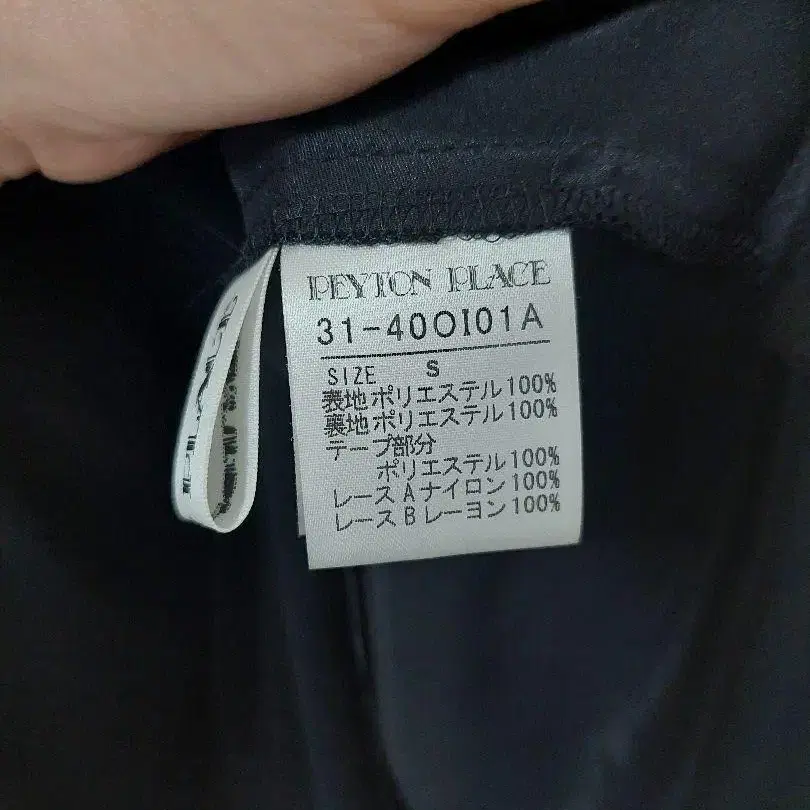 PEYTON PLACE
31-40OI01A
SIZE S
表地ポリエステル100%
裏地ポリエステル100%
テープ部分
ポリエステル100%
レースAナイロン100%
レースBレーヨン100%